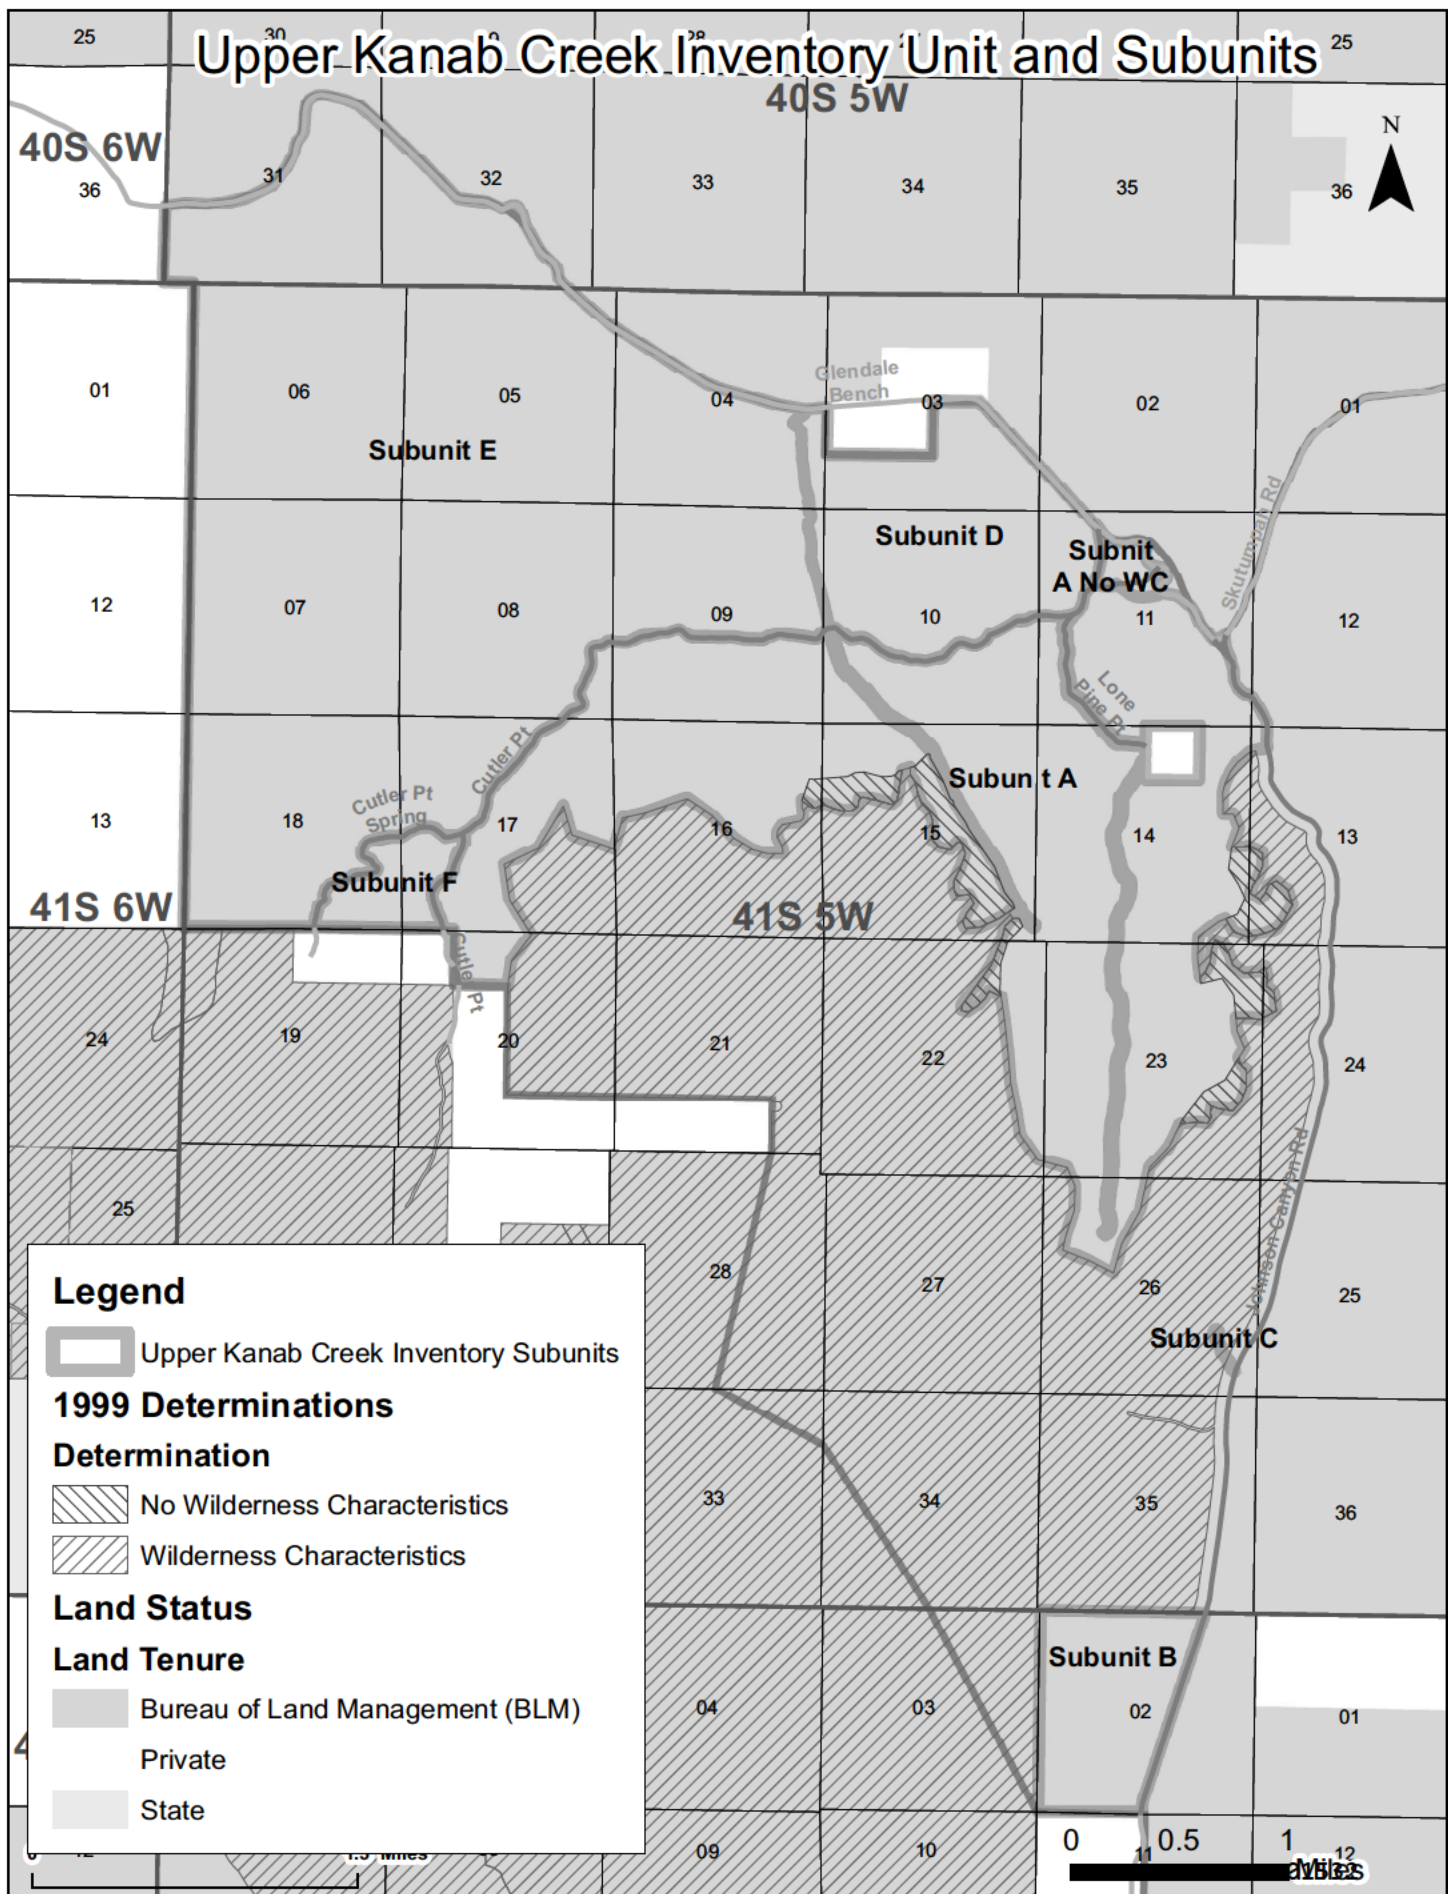 Upper Kanab Creek Inventory Unit and Subunits
25
30
28
25
40S 5W
N
40S 6W
36
31
32
33
34
35
36
01
06
05
04
Glendale
Bench
03
02
01
Subunit E
Skutumpah Rd
Subunit D
Subnit
A No WC
12
07
08
09
10
11
12
Lone
Pine Pt
Cutler Pt
Subun t A
Cutler Pt
Spring
13
18
17
16
15
14
13
Subunit F
41S 6W
41S 5W
Cutler Pt
24
19
20
21
22
23
24
Johnson Canyon Rd
25
28
27
26
25
Subunit C
33
34
35
36
Subunit B
04
03
02
01
09
10
11
12
Legend
Upper Kanab Creek Inventory Subunits
1999 Determinations
Determination
No Wilderness Characteristics
Wilderness Characteristics
Land Status
Land Tenure
Bureau of Land Management (BLM)
Private
State
4
0 0.5 1
Miles